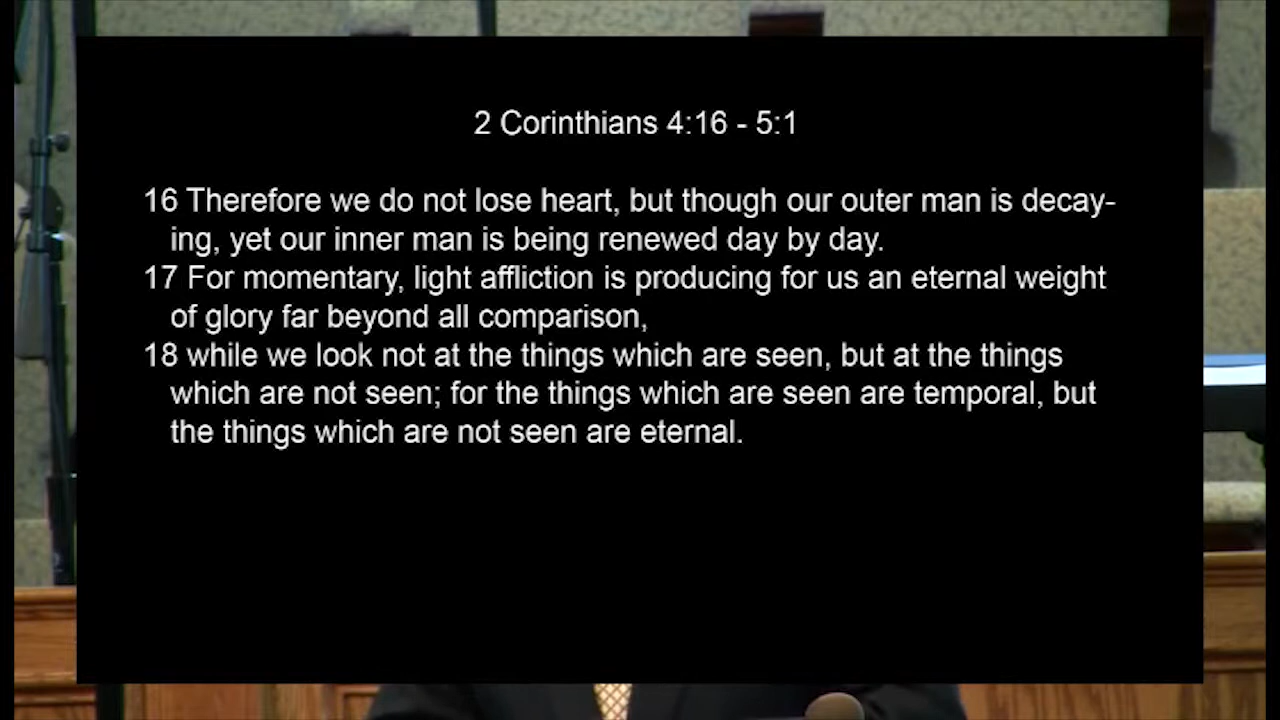 2 Corinthians 4:16 - 5:1
16 Therefore we do not lose heart, but though our outer man is decay-
ing, yet our inner man is being renewed day by day.
17 For momentary, light affliction is producing for us an eternal weight
of glory far beyond all comparison,
18 while we look not at the things which are seen, but at the things
which are not seen; for the things which are seen are temporal, but
the things which are not seen are eternal.